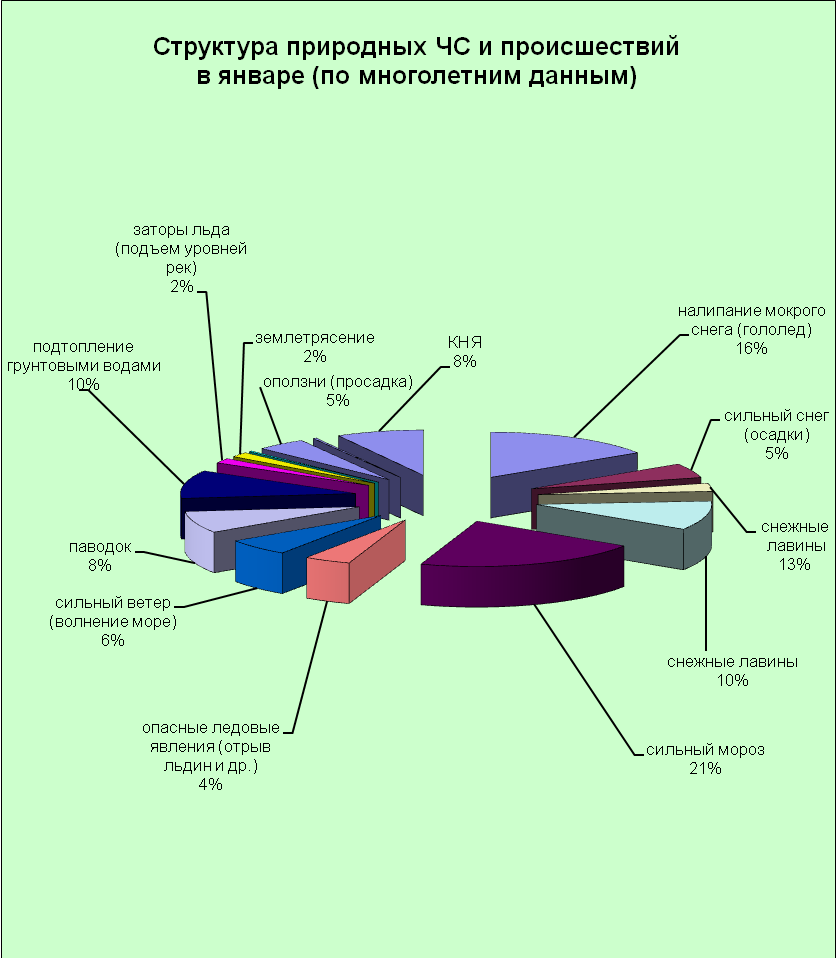 Структура природных ЧС и происшествий
в январе (по многолетним данным)
заторы льда
(подъем уровней
рек)
2%
землетрясение
2%
КНЯ
8%
налипание мокрого
снега (гололед)
16%
подтопление
грунтовыми водами
10%
оползни (просадка)
5%
сильный снег
(осадки)
5%
снежные
лавины
13%
паводок
8%
сильный ветер
(волнение море)
6%
снежные лавины
10%
опасные ледовые
явления (отрыв
льдин и др.)
4%
сильный мороз
21%